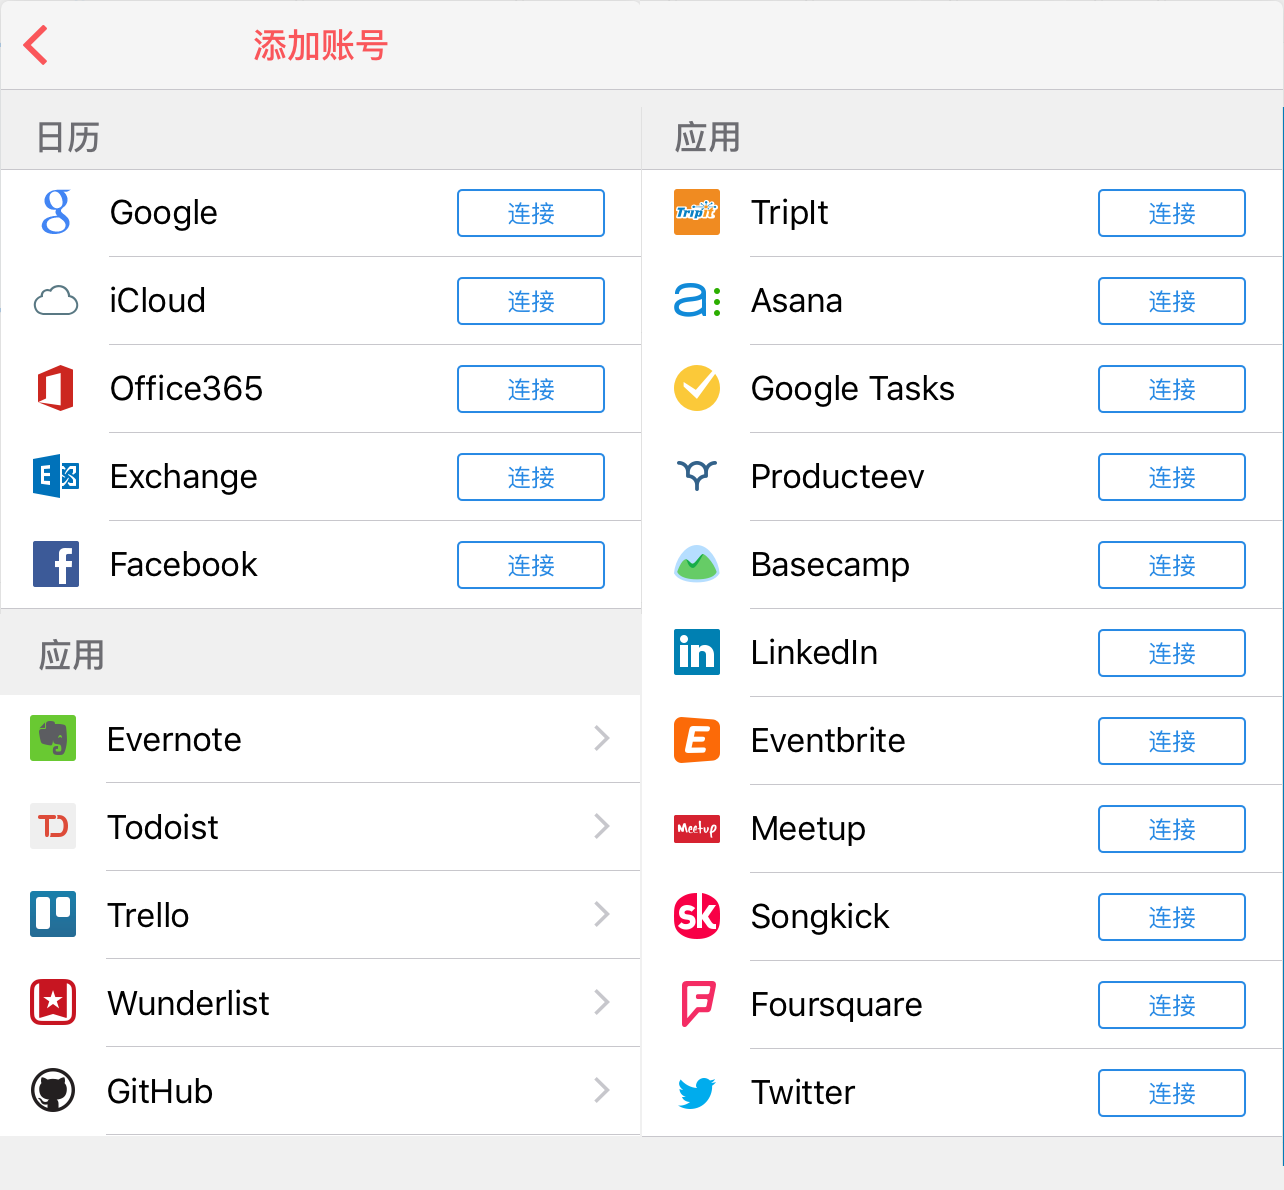 添加账号
日历
Google 连接
iCloud 连接
Office365 连接
Exchange 连接
Facebook 连接
应用
Evernote
Todoist
Trello
Wunderlist
GitHub
应用
TripIt 连接
Asana 连接
Google Tasks 连接
Producteev 连接
Basecamp 连接
LinkedIn 连接
Eventbrite 连接
Meetup 连接
Songkick 连接
Foursquare 连接
Twitter 连接